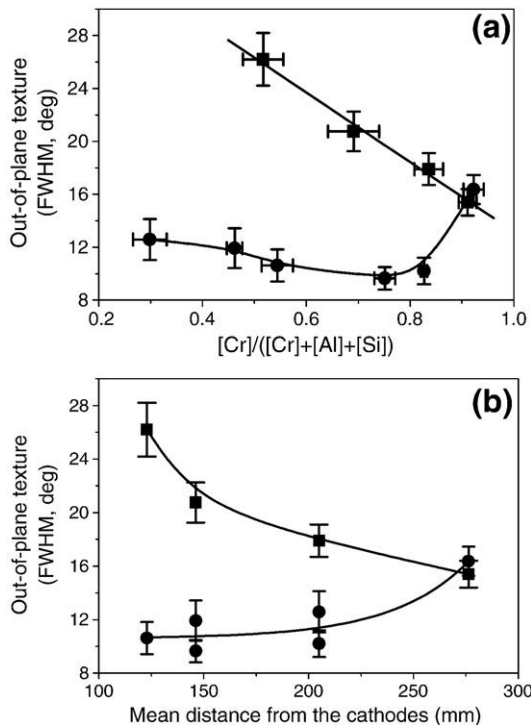 (a)
28
24
20
16
12
8
Out-of-plane texture
(FWHM, deg)
0.2 0.4 0.6 0.8 1.0
[Cr]/([Cr]+[Al]+[Si])
(b)
28
24
20
16
12
8
Out-of-plane texture
(FWHM, deg)
100 150 200 250 300
Mean distance from the cathodes (mm)